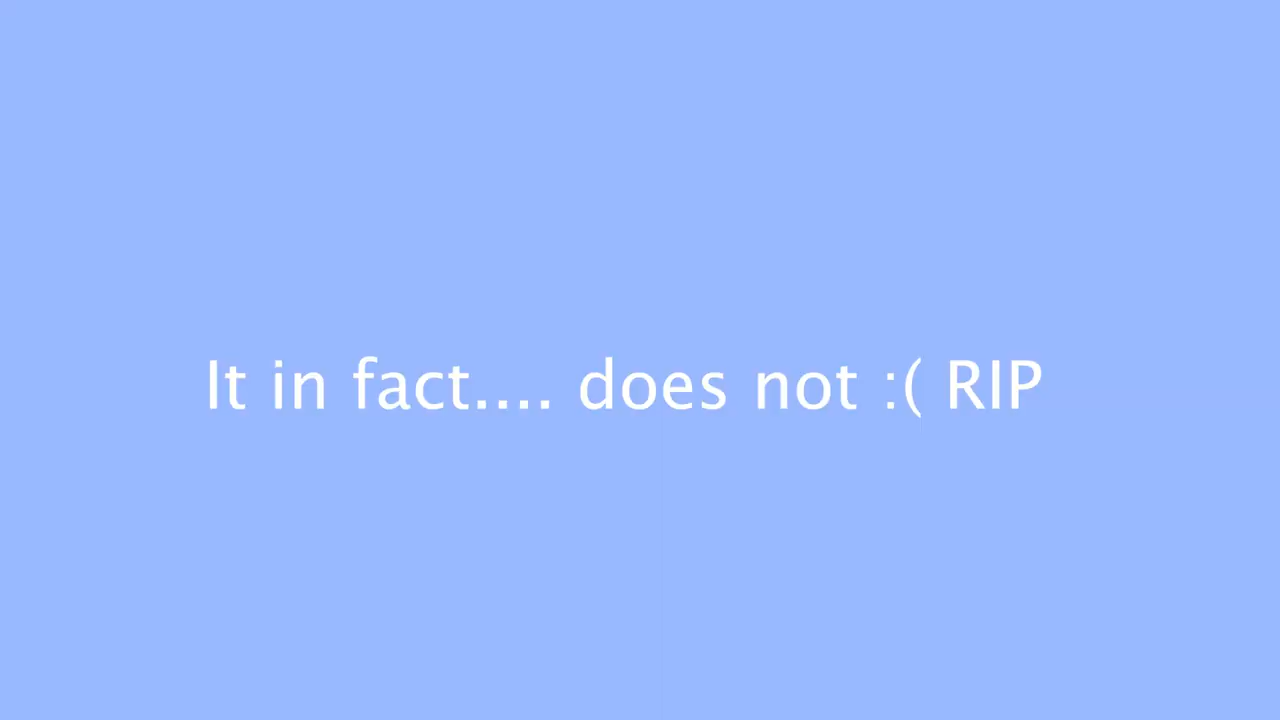 It in fact.... does not :( RIP